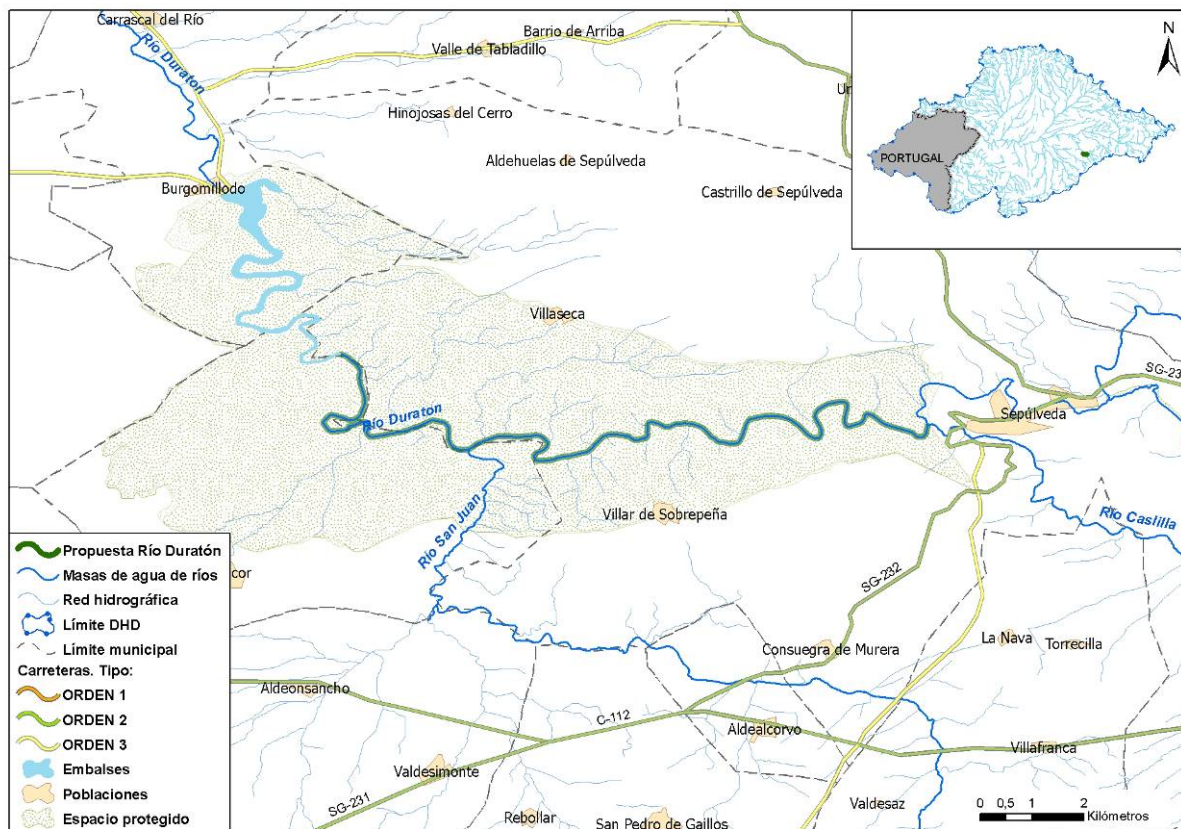 Carrascal del Río
Río Duraton
Barrio de Arriba
Valle de Tabladillo
Hinojosas del Cerro
Aldehuelas de Sepúlveda
Castrillo de Sepúlveda
Burgomillodo
N
PORTUGAL
Villaseca
SG-23
Sepúlveda
Río Duraton
Villar de Sobrepeña
Río San Juan
Río Caslilla
SG-232
cor
Consuegra de Murera
La Nava
Torrecilla
Aldeonsancho
C-112
Aldealcorvo
Villafranca
Valdesimonte
SG-231
Rebollar
San Pedro de Gaillos
Valdesaz
0 0,5 1 2
Kilómetros
Propuesta Río Duratón
Masas de agua de ríos
Red hidrográfica
Límite DHD
Límite municipal
Carreteras. Tipo:
ORDEN 1
ORDEN 2
ORDEN 3
Embalses
Poblaciones
Espacio protegido